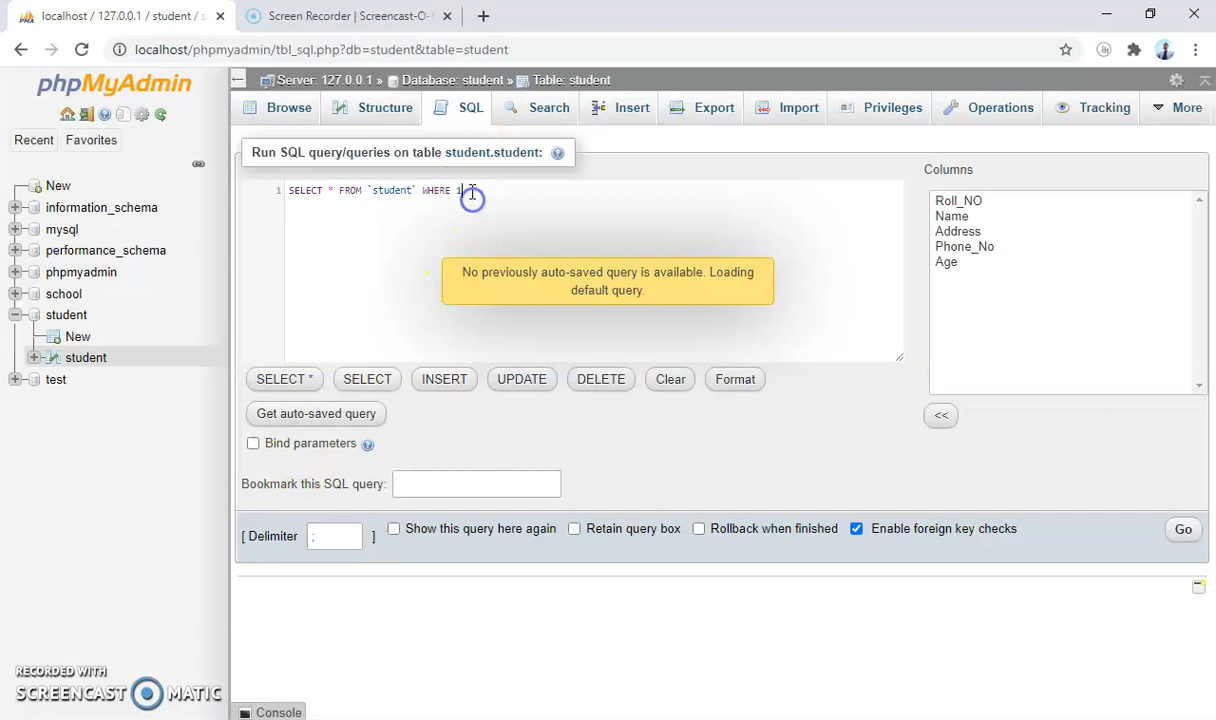 localhost / 127.0.0.1 / student / s
Screen Recorder | Screencast-O-M
localhost/phpmyadmin/tbl_sql.php?db=student&table=student
phpMyAdmin
Recent
Favorites
New
information_schema
mysql
performance_schema
phpmyadmin
school
student
New
student
test
Server: 127.0.0.1 » Database: student » Table: student
Browse
Structure
SQL
Search
Insert
Export
Import
Privileges
Operations
Tracking
More
Run SQL query/queries on table student.student:
1 SELECT * FROM `student` WHERE 1
No previously auto-saved query is available. Loading
default query.
Columns
Roll_NO
Name
Address
Phone_No
Age
SELECT *
SELECT
INSERT
UPDATE
DELETE
Clear
Format
<<
Get auto-saved query
Bind parameters
Bookmark this SQL query:
[ Delimiter ; ]
Show this query here again
Retain query box
Rollback when finished
Enable foreign key checks
Go
Console
RECORDED WITH
SCREENCAST MATIC